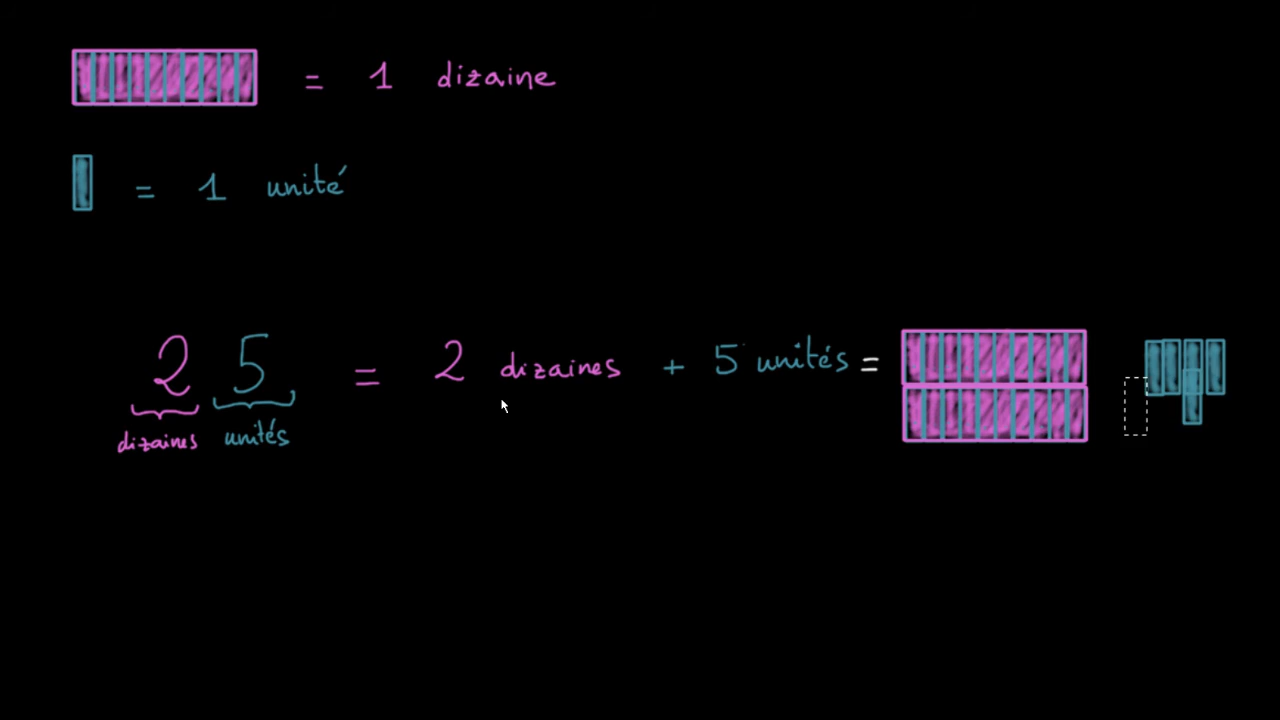 = 1 dizaine
= 1 unité
25 = 2 dizaines + 5 unités =
dizaines unités